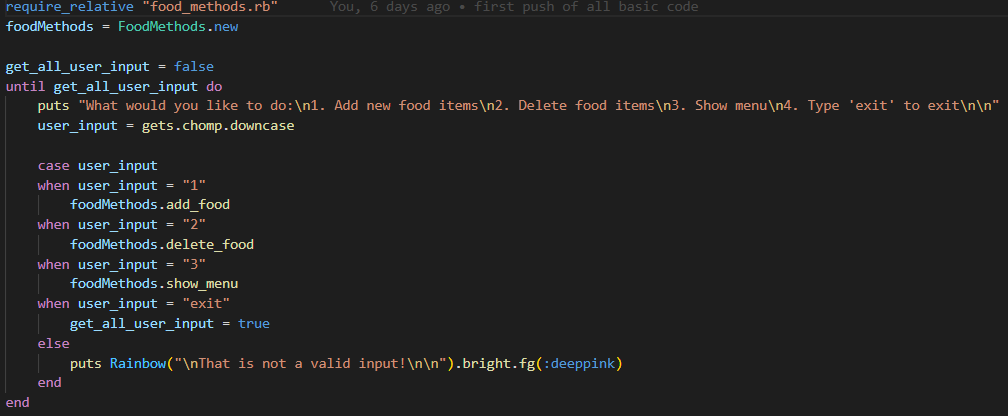 require_relative "food_methods.rb"      You, 6 days ago • first push of all basic code
foodMethods = FoodMethods.new

get_all_user_input = false
until get_all_user_input do
    puts "What would you like to do:\n1. Add new food items\n2. Delete food items\n3. Show menu\n4. Type 'exit' to exit\n\n"
    user_input = gets.chomp.downcase

    case user_input
    when user_input = "1"
        foodMethods.add_food
    when user_input = "2"
        foodMethods.delete_food
    when user_input = "3"
        foodMethods.show_menu
    when user_input = "exit"
        get_all_user_input = true
    else
        puts Rainbow("\nThat is not a valid input!\n\n").bright.fg(:deeppink)
    end
end